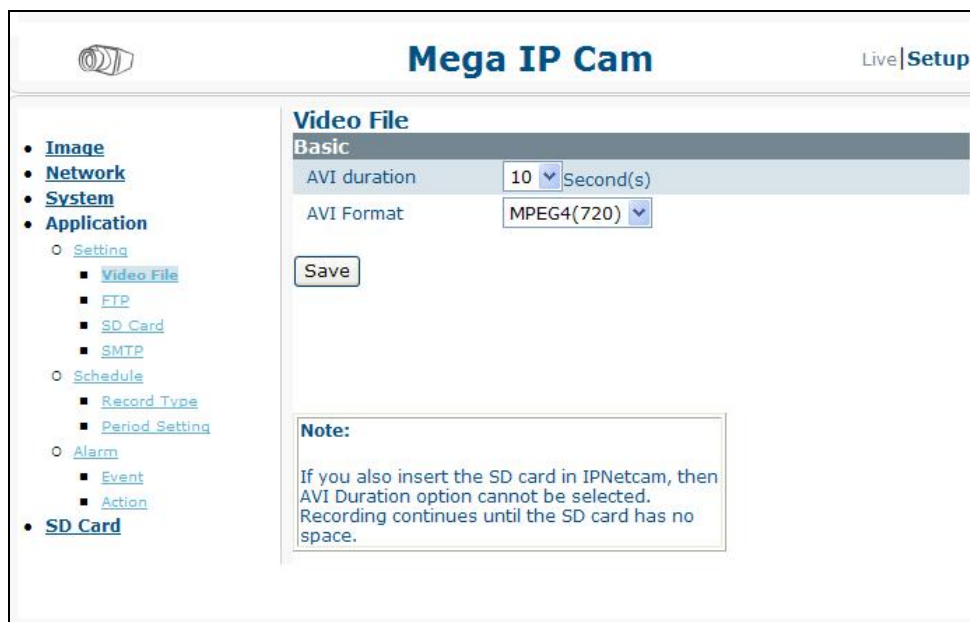 Mega IP Cam
Live|Setup
Image
Network
System
Application
Setting
Video File
FTP
SD Card
SMTP
Schedule
Record Type
Period Setting
Alarm
Event
Action
SD Card
Video File
Basic
AVI duration 10 Second(s)
AVI Format MPEG4(720)
Save
Note:
If you also insert the SD card in IPNetcam, then
AVI Duration option cannot be selected.
Recording continues until the SD card has no
space.